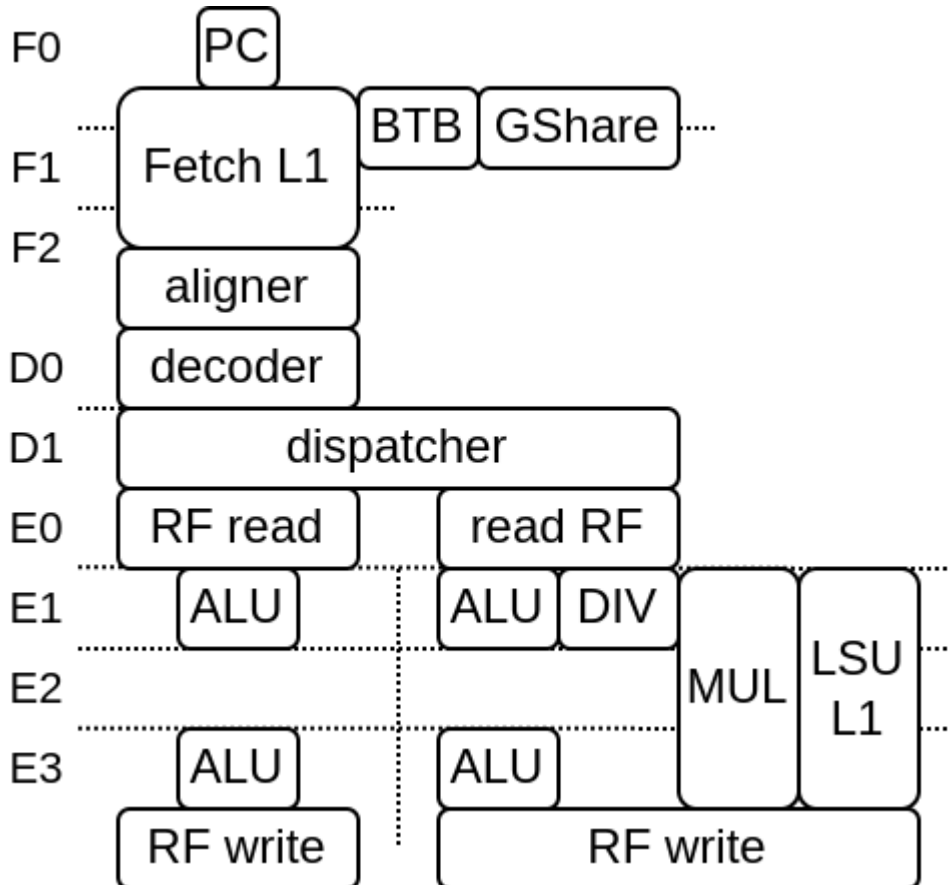 F0
PC
BTB GShare
F1
Fetch L1
F2
aligner
D0
decoder
D1
dispatcher
E0
RF read
read RF
E1
ALU
ALU
DIV
E2
MUL
LSU
L1
E3
ALU
ALU
RF write
RF write